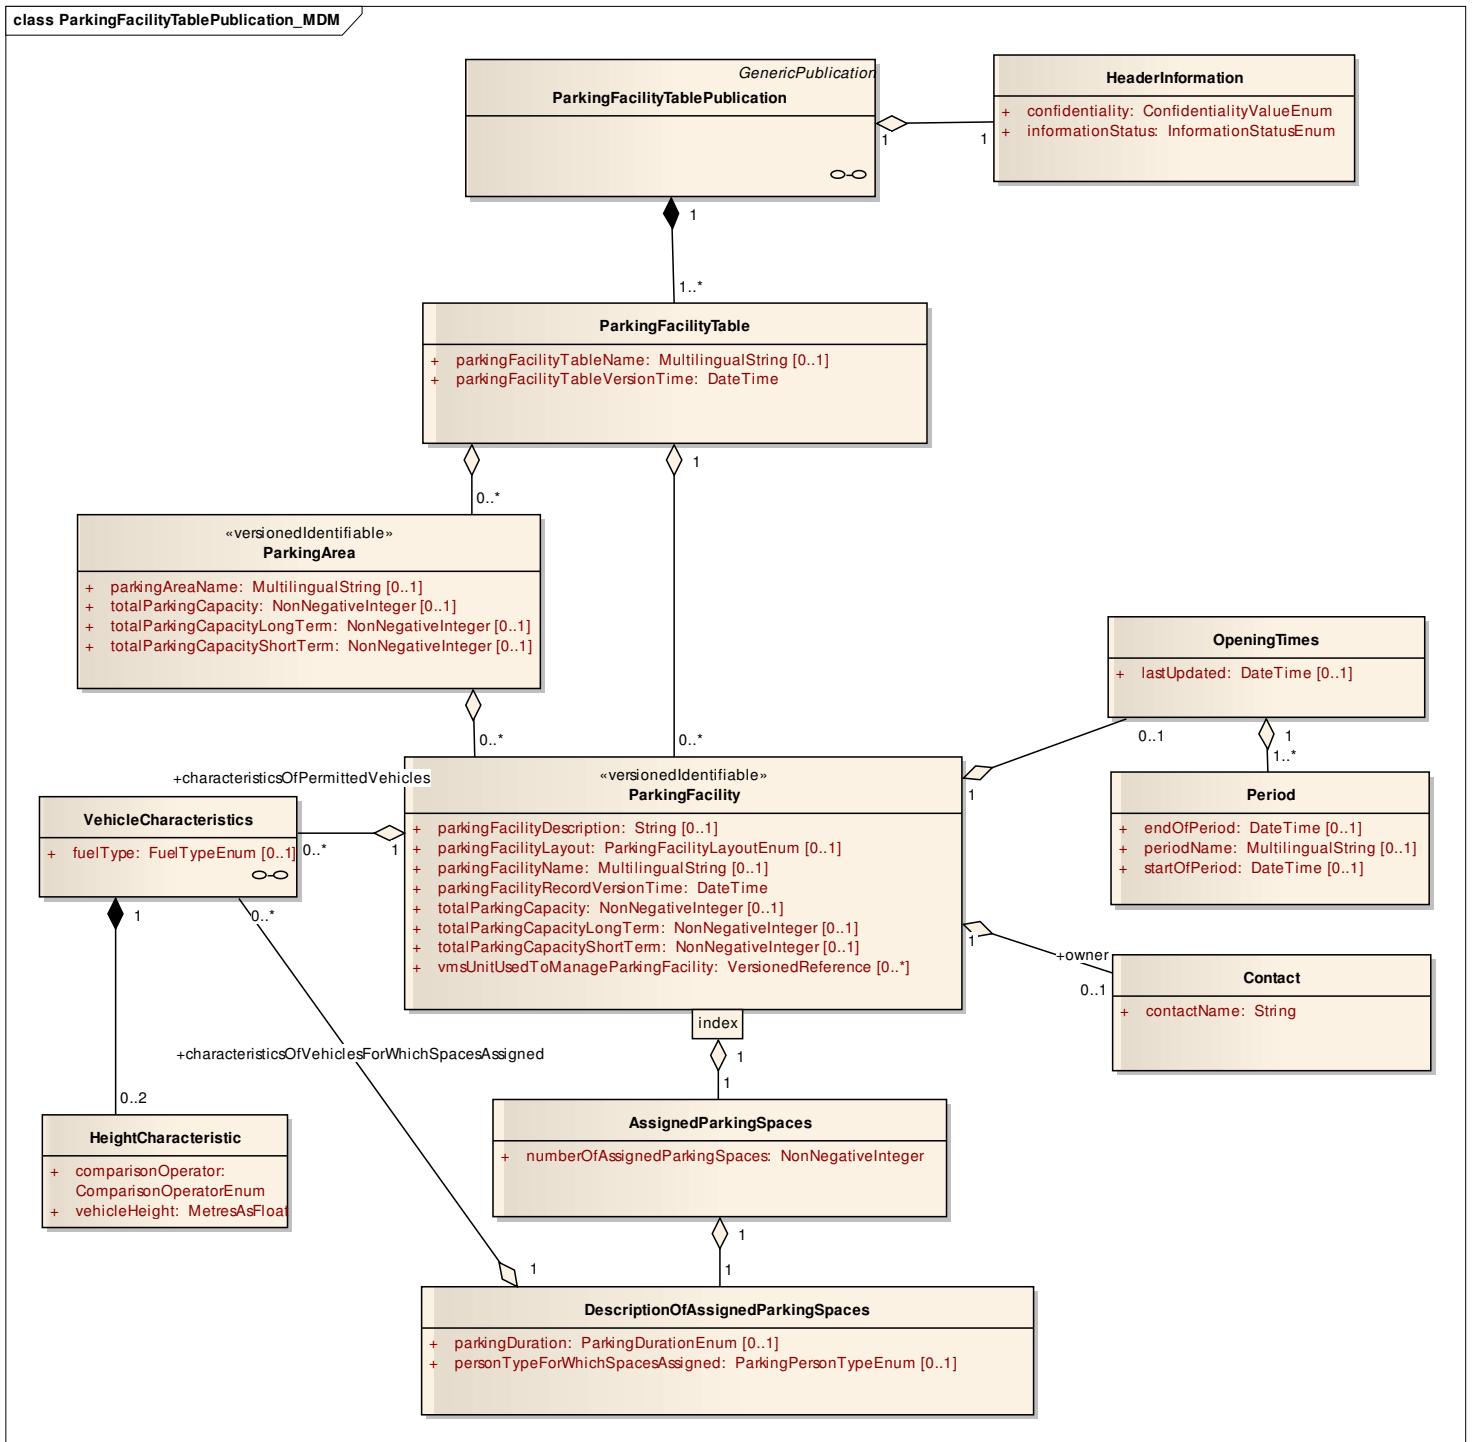 class ParkingFacilityTablePublication_MDM
GenericPublication
ParkingFacilityTablePublication
HeaderInformation
+ confidentiality: ConfidentialityValueEnum
+ informationStatus: InformationStatusEnum
1
1
1
1..*
ParkingFacilityTable
+ parkingFacilityTableName: MultilingualString [0..1]
+ parkingFacilityTableVersionTime: DateTime
1
0..*
«versionedIdentifiable»
ParkingArea
+ parkingAreaName: MultilingualString [0..1]
+ totalParkingCapacity: NonNegativeInteger [0..1]
+ totalParkingCapacityLongTerm: NonNegativeInteger [0..1]
+ totalParkingCapacityShortTerm: NonNegativeInteger [0..1]
OpeningTimes
+ lastUpdated: DateTime [0..1]
0..*
0..*
0..1
1
1..*
+characteristicsOfPermittedVehicles
«versionedIdentifiable»
ParkingFacility
+ parkingFacilityDescription: String [0..1]
+ parkingFacilityLayout: ParkingFacilityLayoutEnum [0..1]
+ parkingFacilityName: MultilingualString [0..1]
+ parkingFacilityRecordVersionTime: DateTime
+ totalParkingCapacity: NonNegativeInteger [0..1]
+ totalParkingCapacityLongTerm: NonNegativeInteger [0..1]
+ totalParkingCapacityShortTerm: NonNegativeInteger [0..1]
+ vmsUnitUsedToManageParkingFacility: VersionedReference [0..*]
1
Period
+ endOfPeriod: DateTime [0..1]
+ periodName: MultilingualString [0..1]
+ startOfPeriod: DateTime [0..1]
VehicleCharacteristics
+ fuelType: FuelTypeEnum [0..1]
0..*
1
1
0..*
1
+owner
0..1
Contact
+ contactName: String
index
1
1
+characteristicsOfVehiclesForWhichSpacesAssigned
0..2
HeightCharacteristic
+ comparisonOperator:
ComparisonOperatorEnum
+ vehicleHeight: MetresAsFloat
AssignedParkingSpaces
+ numberOfAssignedParkingSpaces: NonNegativeInteger
1
1
1
DescriptionOfAssignedParkingSpaces
+ parkingDuration: ParkingDurationEnum [0..1]
+ personTypeForWhichSpacesAssigned: ParkingPersonTypeEnum [0..1]